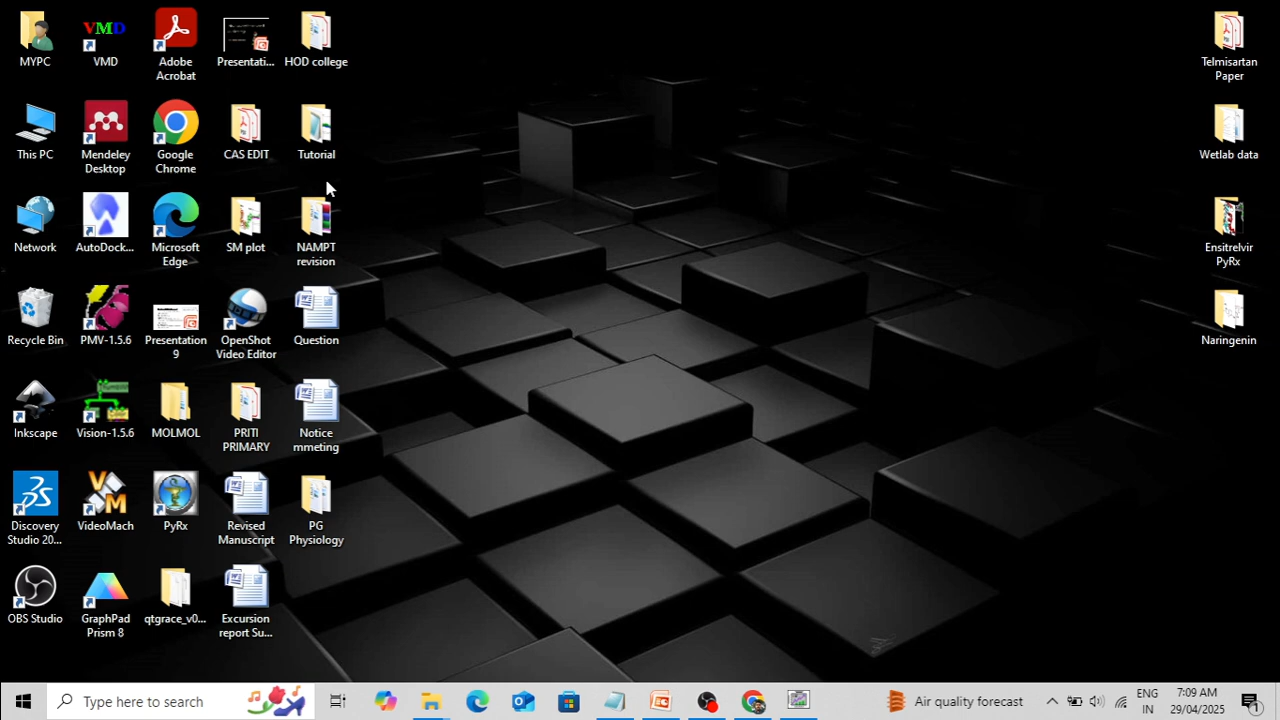 MYPC
VMD
VMD
Adobe
Acrobat
Presentati...
HOD college
This PC
Mendeley
Desktop
Google
Chrome
CAS EDIT
Tutorial
Network
AutoDock...
Microsoft
Edge
SM plot
NAMPT
revision
Recycle Bin
PMV-1.5.6
Presentation
9
OpenShot
Video Editor
Question
Inkscape
Vision-1.5.6
MOLMOL
PRITI
PRIMARY
Notice
mmeting
Discovery
Studio 20...
VideoMach
PyRx
Revised
Manuscript
PG
Physiology
OBS Studio
GraphPad
Prism 8
qtgrace_v0...
Excursion
report Su...
Telmisartan
Paper
Wetlab data
Ensitrelvir
PyRx
Naringenin
Type here to search
Air quality forecast
ENG
IN
7:09 AM
29/04/2025